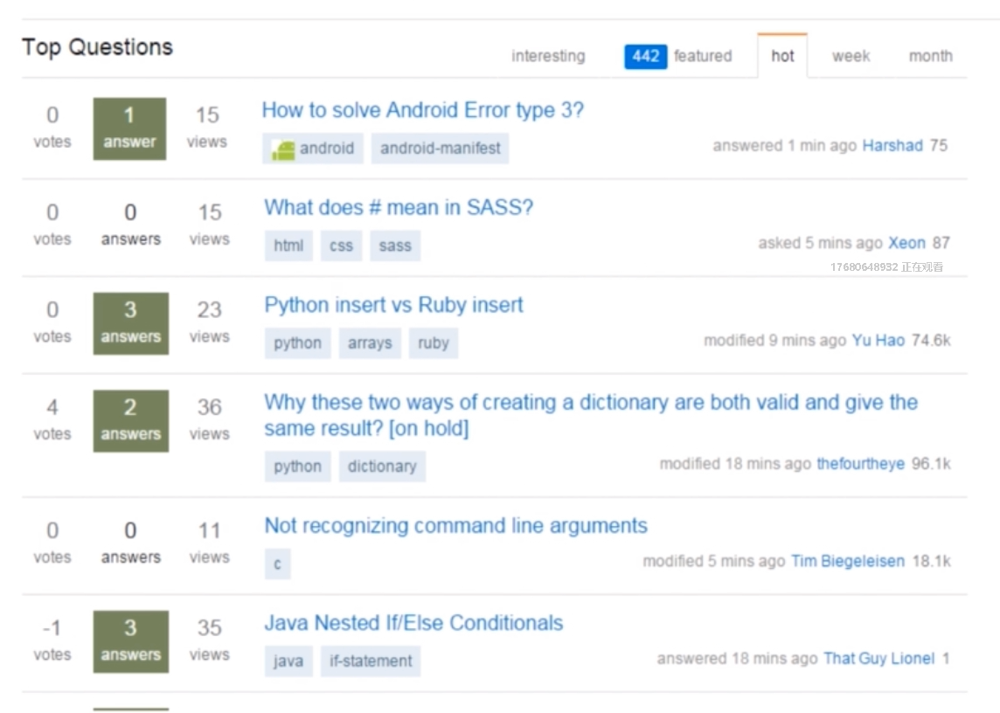 Top Questions
interesting 442 featured hot week month
0 1 15 How to solve Android Error type 3?
votes answer views android android-manifest answered 1 min ago Harshad 75
0 0 15 What does # mean in SASS?
votes answers views html css sass asked 5 mins ago Xeon 87
17680648932 正在观看
0 3 23 Python insert vs Ruby insert
votes answers views python arrays ruby modified 9 mins ago Yu Hao 74.6k
4 2 36 Why these two ways of creating a dictionary are both valid and give the
votes answers views same result? [on hold]
python dictionary modified 18 mins ago thefourtheye 96.1k
0 0 11 Not recognizing command line arguments
votes answers views c modified 5 mins ago Tim Biegeleisen 18.1k
-1 3 35 Java Nested If/Else Conditionals
votes answers views java if-statement answered 18 mins ago That Guy Lionel 1